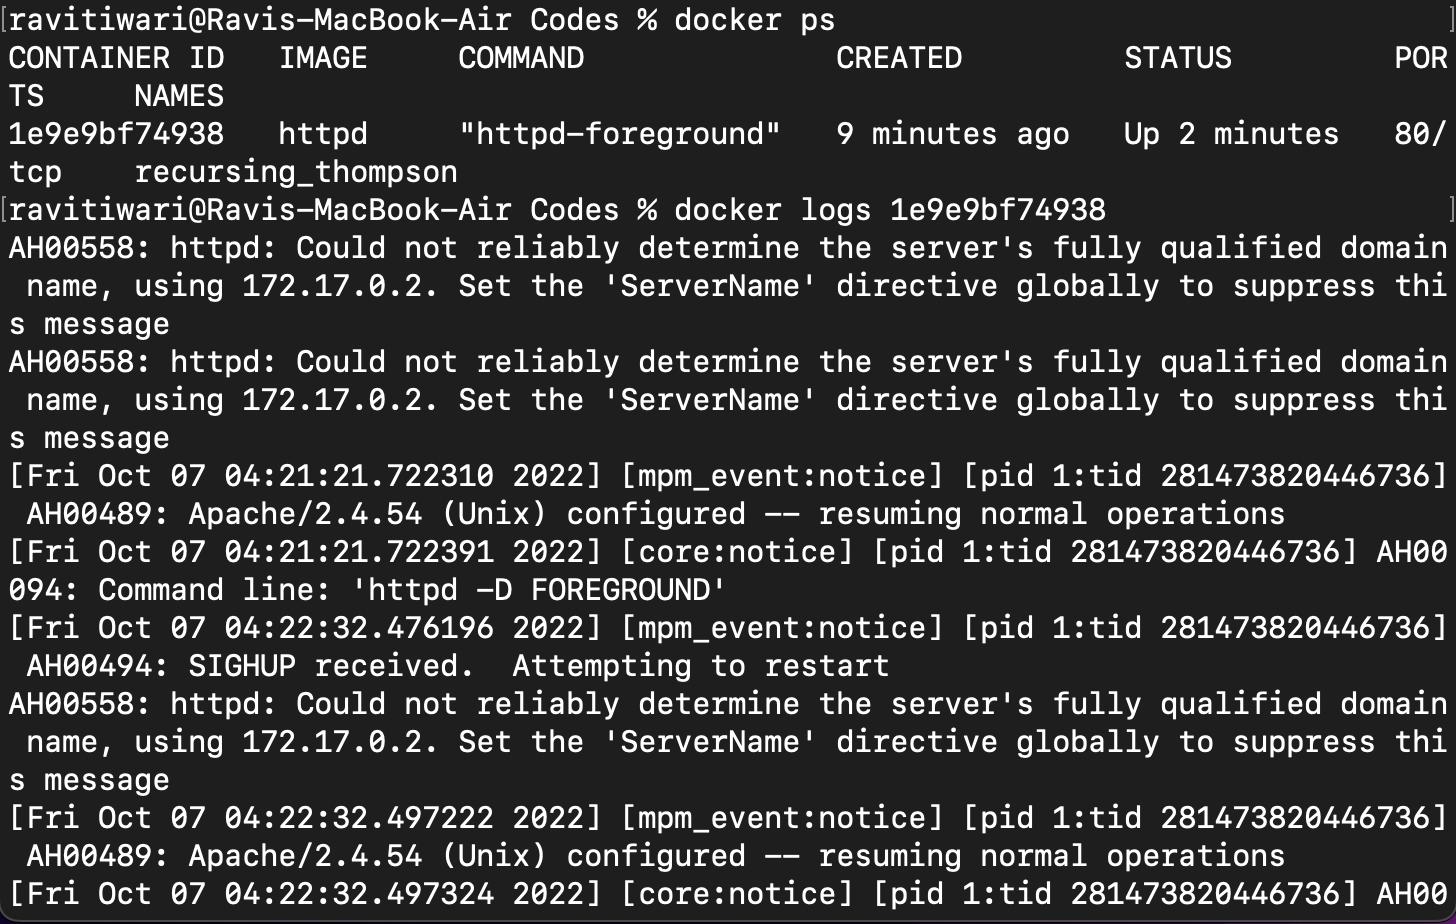 [ravitiwari@Ravis-MacBook-Air Codes % docker ps ]
CONTAINER ID   IMAGE     COMMAND              CREATED         STATUS         POR
TS     NAMES
1e9e9bf74938   httpd     "httpd-foreground"   9 minutes ago   Up 2 minutes   80/
tcp    recursing_thompson
[ravitiwari@Ravis-MacBook-Air Codes % docker logs 1e9e9bf74938 ]
AH00558: httpd: Could not reliably determine the server's fully qualified domain
 name, using 172.17.0.2. Set the 'ServerName' directive globally to suppress thi
s message
AH00558: httpd: Could not reliably determine the server's fully qualified domain
 name, using 172.17.0.2. Set the 'ServerName' directive globally to suppress thi
s message
[Fri Oct 07 04:21:21.722310 2022] [mpm_event:notice] [pid 1:tid 281473820446736]
 AH00489: Apache/2.4.54 (Unix) configured -- resuming normal operations
[Fri Oct 07 04:21:21.722391 2022] [core:notice] [pid 1:tid 281473820446736] AH00
094: Command line: 'httpd -D FOREGROUND'
[Fri Oct 07 04:22:32.476196 2022] [mpm_event:notice] [pid 1:tid 281473820446736]
 AH00494: SIGHUP received.  Attempting to restart
AH00558: httpd: Could not reliably determine the server's fully qualified domain
 name, using 172.17.0.2. Set the 'ServerName' directive globally to suppress thi
s message
[Fri Oct 07 04:22:32.497222 2022] [mpm_event:notice] [pid 1:tid 281473820446736]
 AH00489: Apache/2.4.54 (Unix) configured -- resuming normal operations
[Fri Oct 07 04:22:32.497324 2022] [core:notice] [pid 1:tid 281473820446736] AH00